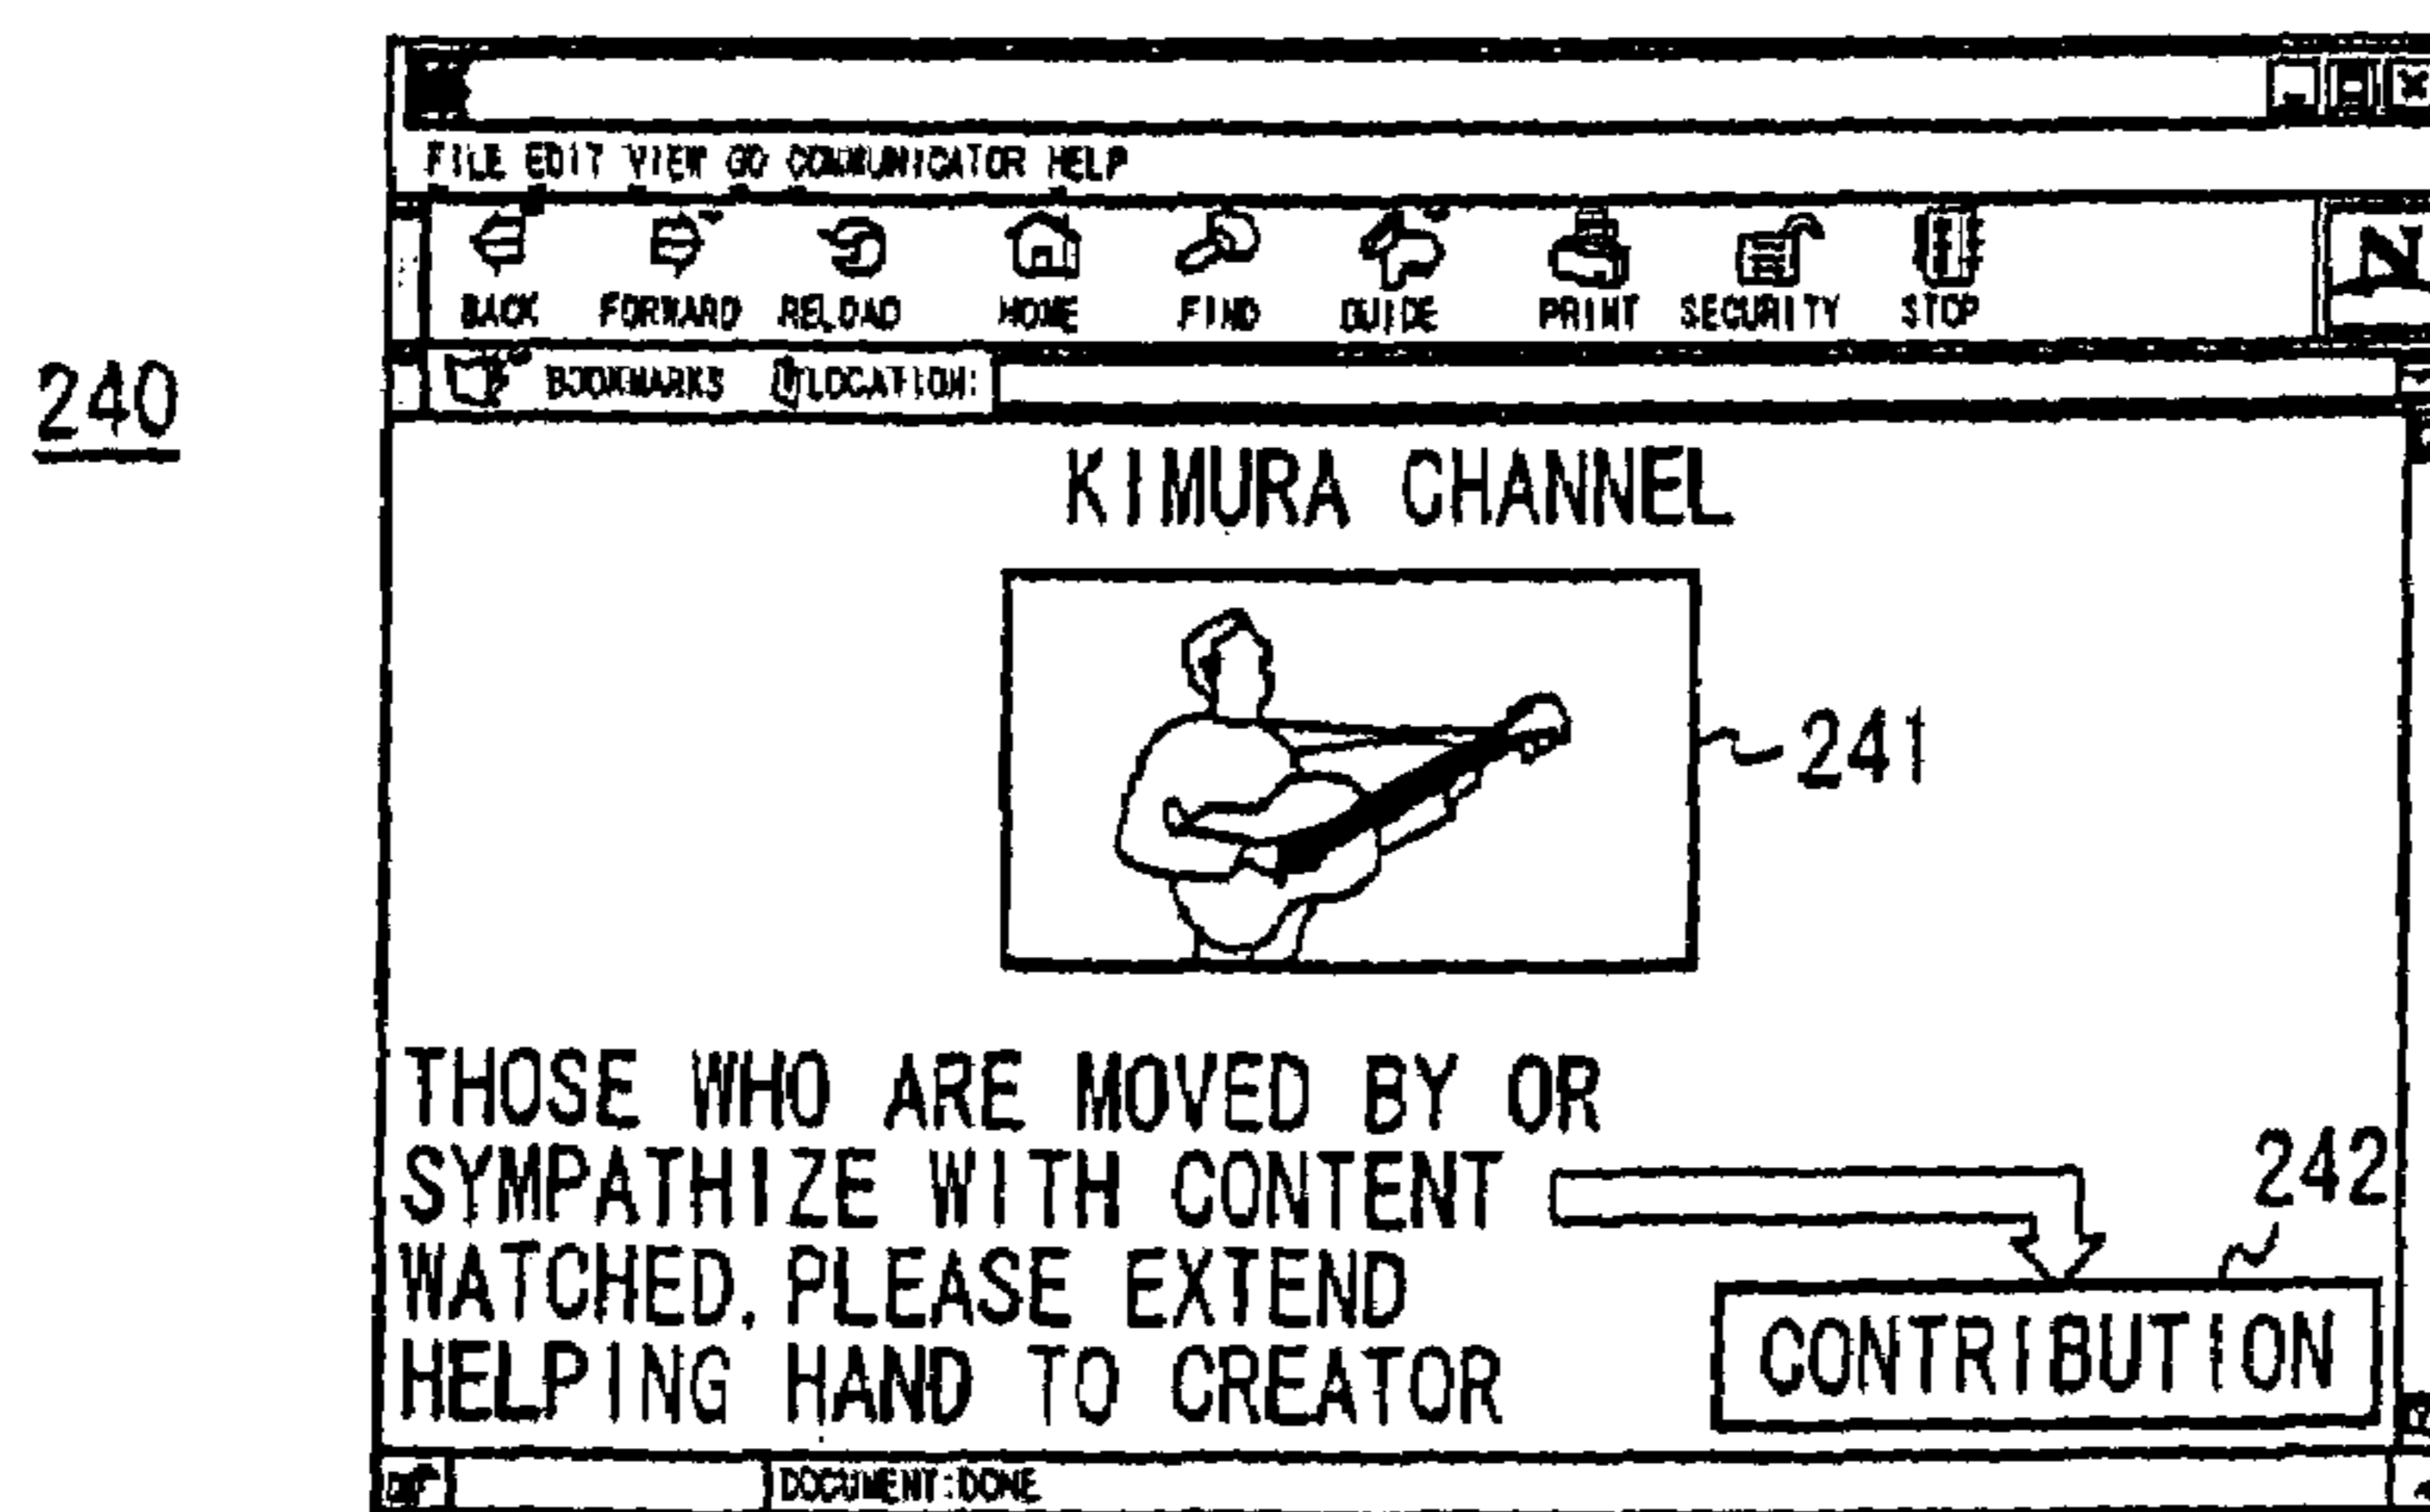 FILE EDIT VIEW GO COMMUNICATOR HELP
BACK FORWARD RELOAD HOME FIND GUIDE PRINT SECURITY STOP
N
240
BOOKMARKS LOCATION:
KIMURA CHANNEL
241
THOSE WHO ARE MOVED BY OR
SYMPATHIZE WITH CONTENT
242
WATCHED, PLEASE EXTEND
HELPING HAND TO CREATOR
CONTRIBUTION
DOCUMENT:DONE